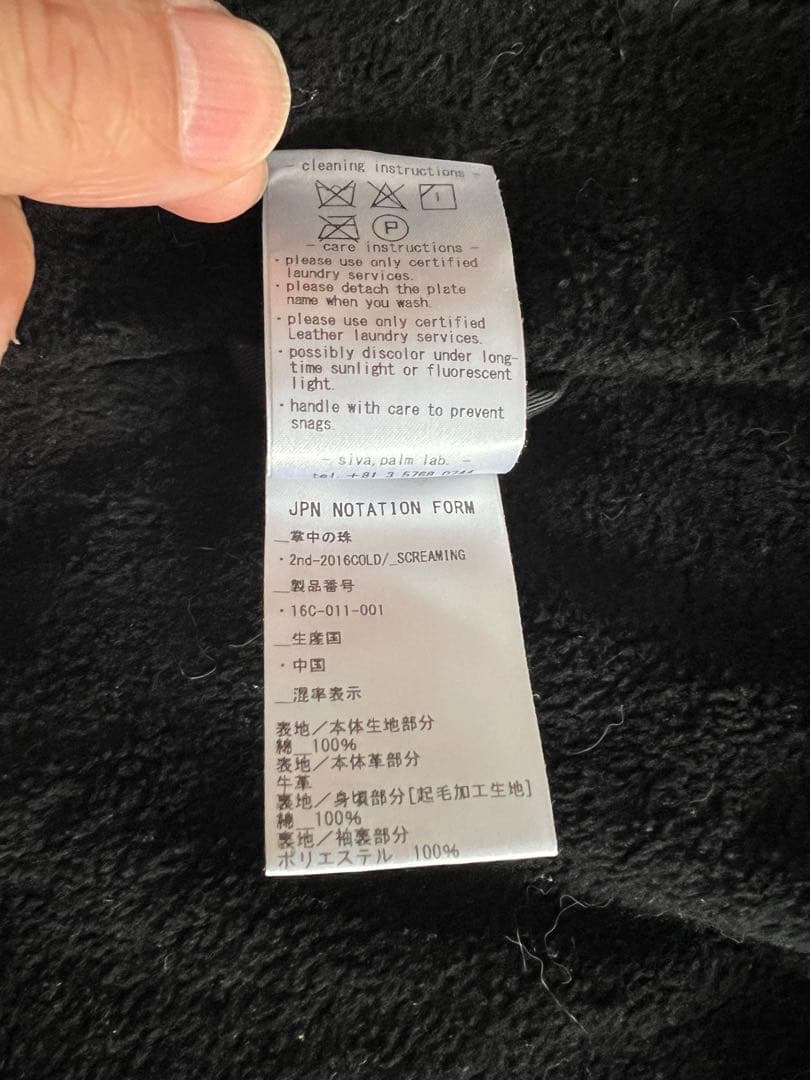 - cleaning instructions -
P
- care instructions -
・please use only certified
laundry services.
・please detach the plate
name when you wash.
・please use only certified
Leather laundry services.
・possibly discolor under long-
time sunlight or fluorescent
light.
・handle with care to prevent
snags.
- siva, palm lab. -
tel. +81 3 5768 0744
JPN NOTATION FORM
__掌中の珠
・2nd-2016COLD/_SCREAMING
__製品番号
・16C-011-001
__生産国
・中国
__混率表示
表地/本体生地部分
綿__100%
表地/本体革部分
牛革
裏地/身頃部分[起毛加工生地]
綿__100%
裏地/袖裏部分
ポリエステル 100%